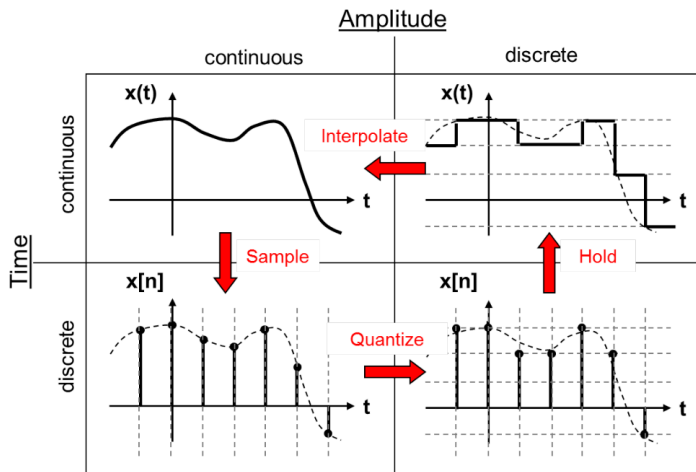 Amplitude
continuous
discrete
Time
continuous
discrete
x(t)
t
x(t)
t
Interpolate
Sample
Hold
x[n]
t
Quantize
x[n]
t